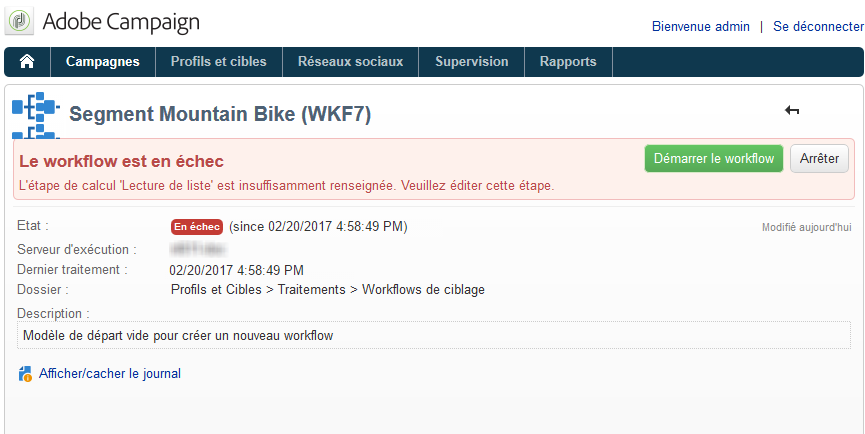 Adobe Campaign
Bienvenue admin | Se déconnecter
Campagnes Profils et cibles Réseaux sociaux Supervision Rapports
Segment Mountain Bike (WKF7)
Le workflow est en échec
Démarrer le workflow Arrêter
L'étape de calcul 'Lecture de liste' est insuffisamment renseignée. Veuillez éditer cette étape.
Etat : En échec (since 02/20/2017 4:58:49 PM) Modifié aujourd'hui
Serveur d'exécution :
Dernier traitement : 02/20/2017 4:58:49 PM
Dossier : Profils et Cibles > Traitements > Workflows de ciblage
Description :
Modèle de départ vide pour créer un nouveau workflow
Afficher/cacher le journal